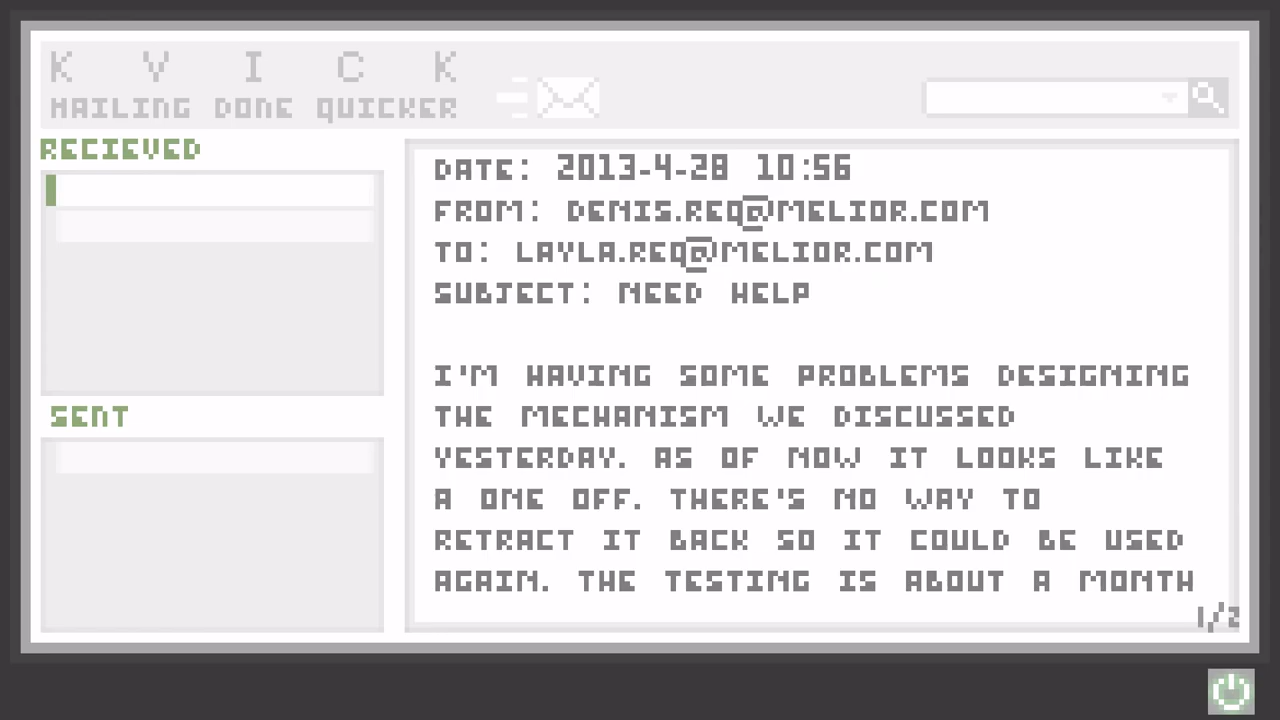 K V I C K
MAILING DONE QUICKER
RECIEVED
SENT
DATE: 2013-4-28 10:56
FROM: DENIS.REQ@MELIOR.COM
TO: LAYLA.REQ@MELIOR.COM
SUBJECT: NEED HELP
I'M HAVING SOME PROBLEMS DESIGNING
THE MECHANISM WE DISCUSSED
YESTERDAY. AS OF NOW IT LOOKS LIKE
A ONE OFF. THERE'S NO WAY TO
RETRACT IT BACK SO IT COULD BE USED
AGAIN. THE TESTING IS ABOUT A MONTH
1/2